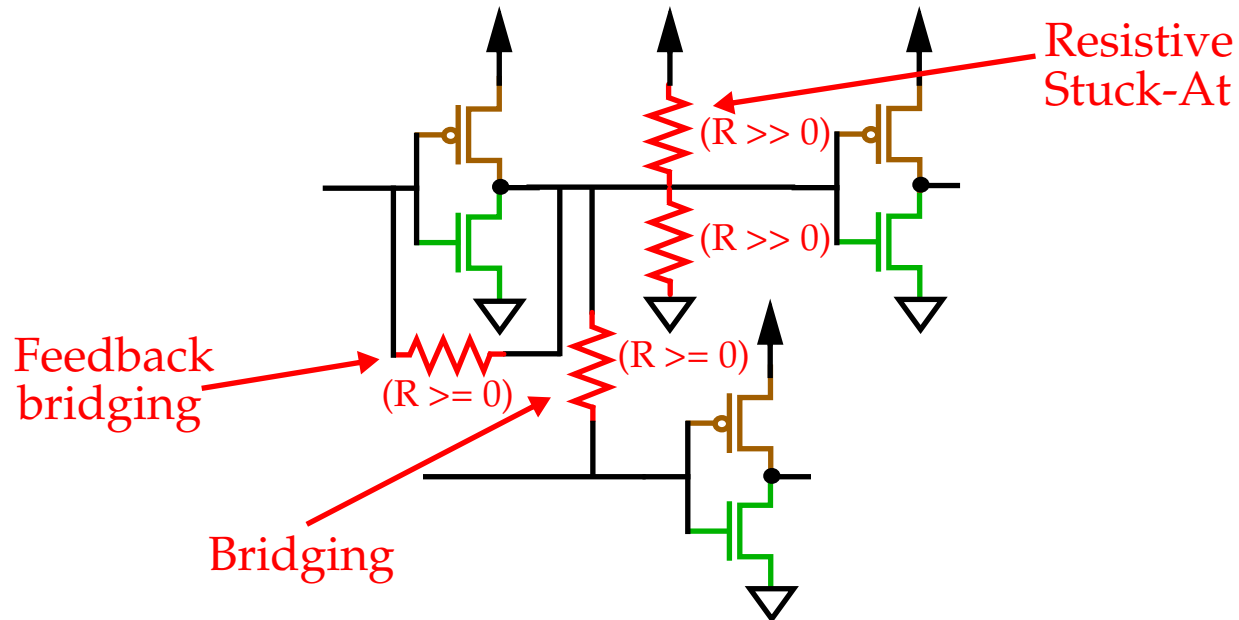 Resistive
Stuck-At
(R >> 0)
(R >> 0)
Feedback
bridging
(R >= 0)
(R >= 0)
Bridging